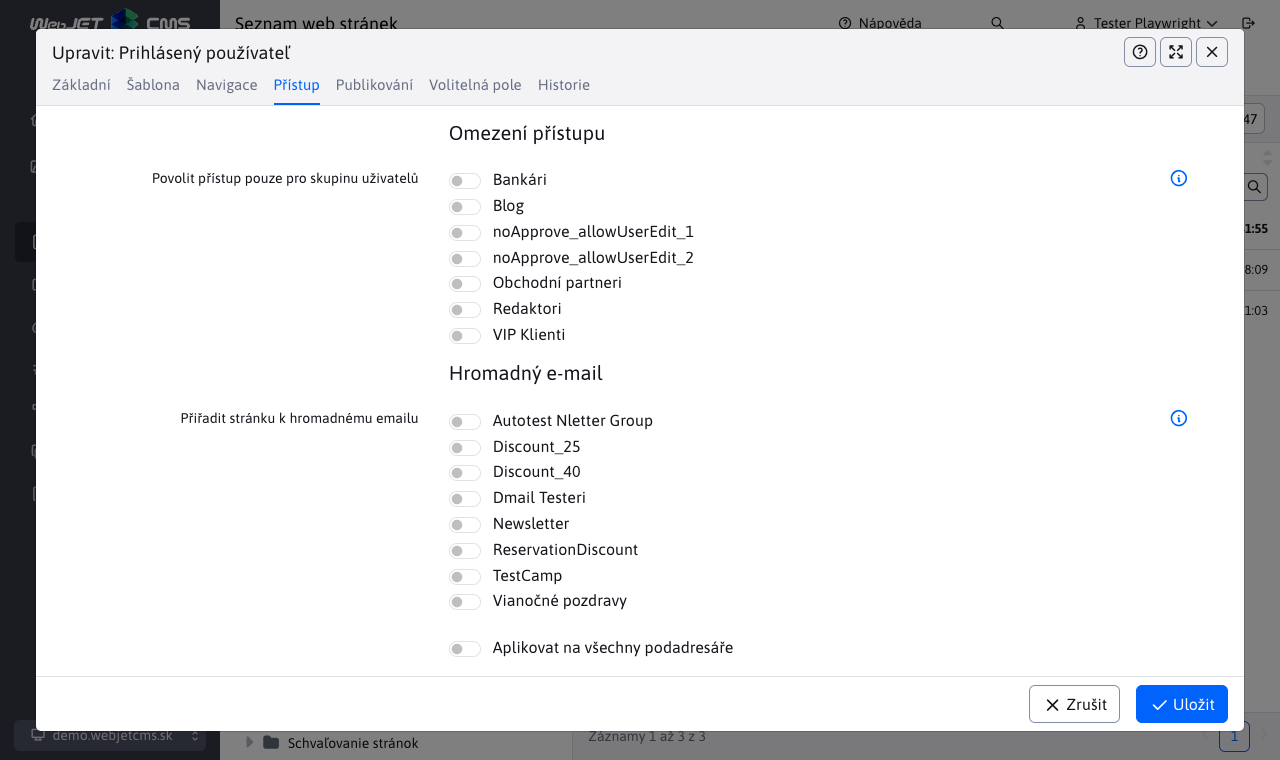 WebJET CMS
Seznam web stránek
Nápověda
Tester Playwright
Upravit: Prihlásený používateľ
Základní
Šablona
Navigace
Přístup
Publikování
Volitelná pole
Historie
47
Omezení přístupu
Povolit přístup pouze pro skupinu uživatelů
Bankári
Blog
noApprove_allowUserEdit_1
noApprove_allowUserEdit_2
Obchodní partneri
Redaktori
VIP Klienti
1:55
8:09
1:03
Hromadný e-mail
Přiřadit stránku k hromadnému emailu
Autotest Nletter Group
Discount_25
Discount_40
Dmail Testeri
Newsletter
ReservationDiscount
TestCamp
Vianočné pozdravy
Aplikovat na všechny podadresáře
Zrušit
Uložit
demo.webjetcms.sk
Schvaľovanie stránok
Záznamy 1 až 3 z 3
1